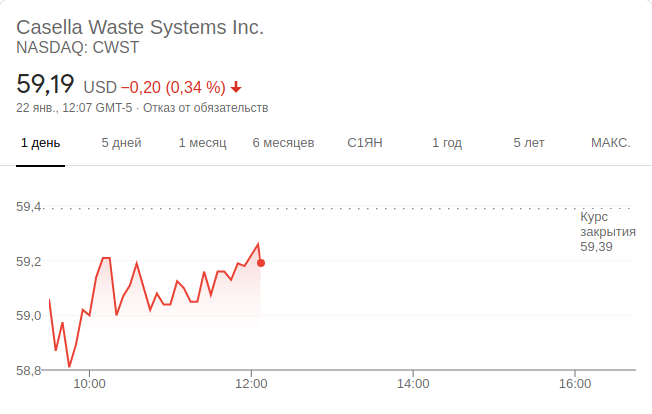 Casella Waste Systems Inc.
NASDAQ: CWST
59,19 USD −0,20 (0,34 %)
22 янв., 12:07 GMT-5 · Отказ от обязательств
1 день 5 дней 1 месяц 6 месяцев С1ЯН 1 год 5 лет МАКС.
59,4
Курс
закрытия
59,39
59,2
59,0
58,8
10:00 12:00 14:00 16:00